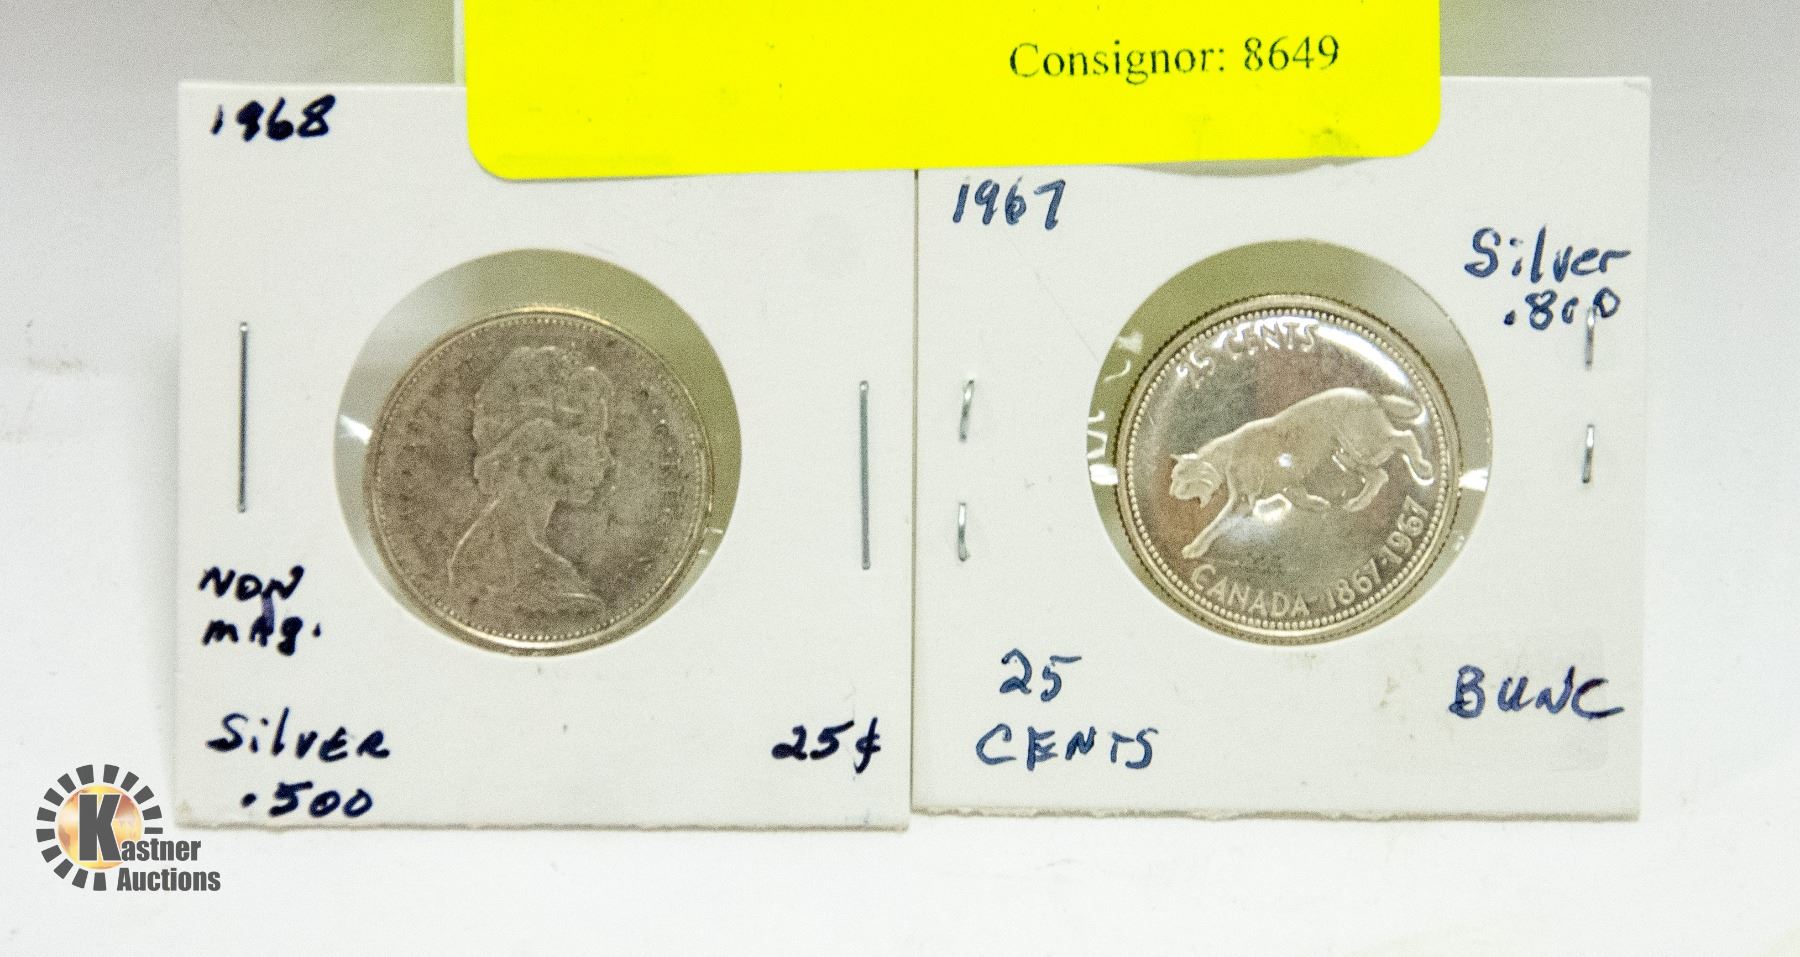 Consignor: 8649
1968
NON
MAg.
SilvER
.500
25¢
1967
Silver
.800
25 CENTS
CANADA-1867-1967
25
CENTS
BUNC
Kastner
Auctions